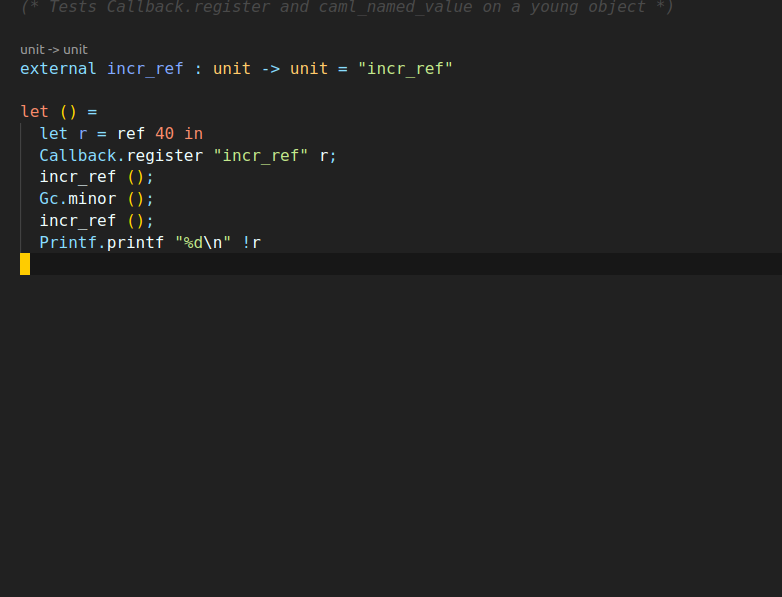 (* Tests Callback.register and caml_named_value on a young object *)
unit -> unit
external incr_ref : unit -> unit = "incr_ref"
let () =
let r = ref 40 in
Callback.register "incr_ref" r;
incr_ref ();
Gc.minor ();
incr_ref ();
Printf.printf "%d\n" !r